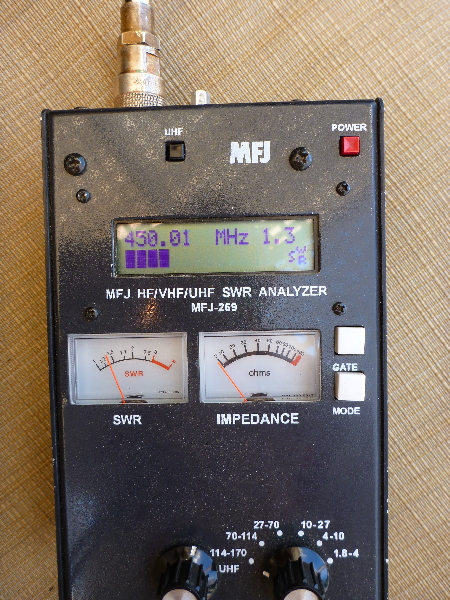 UHF
MFJ
POWER
430.01 MHz 1.3
SWR
MFJ HF/VHF/UHF SWR ANALYZER
MFJ-269
SWR
ohms
GATE
SWR
IMPEDANCE
MODE
27-70
10-27
70-114
4-10
114-170
1.8-4
UHF